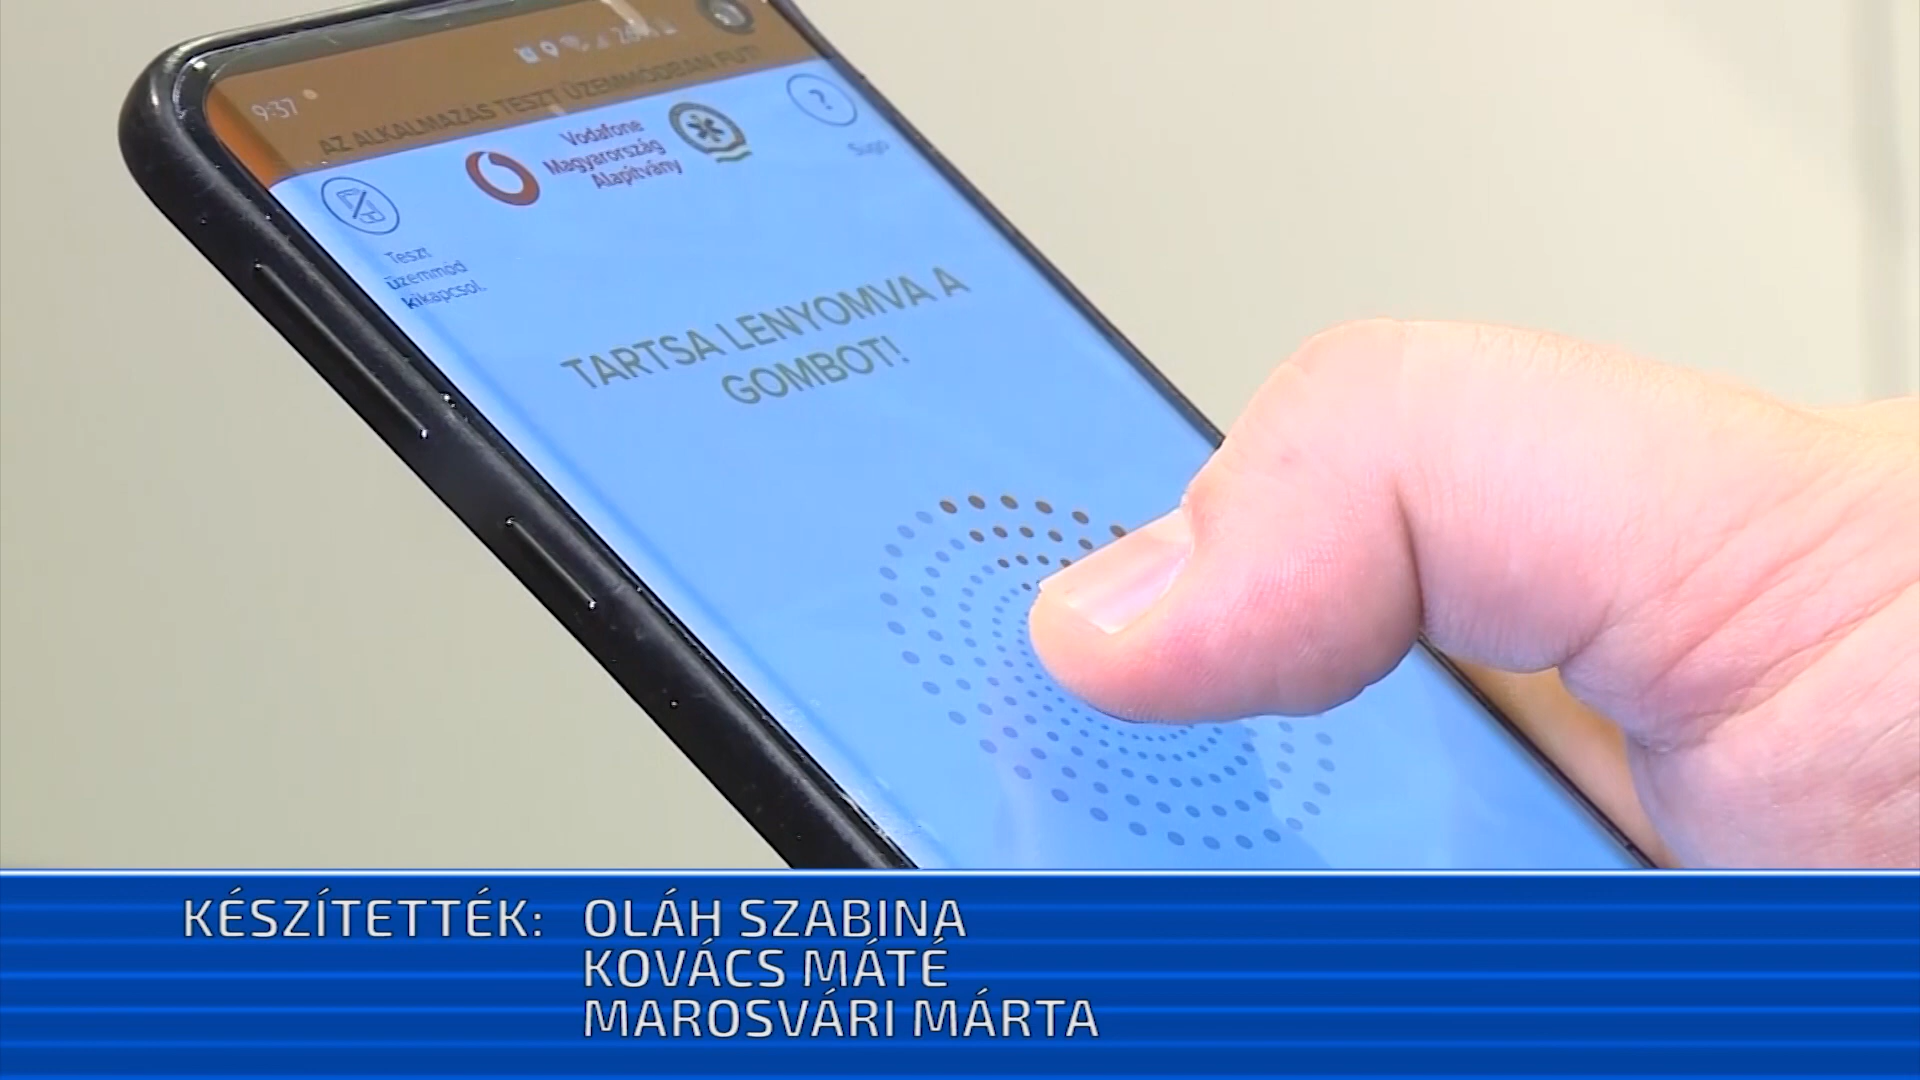 9:37
AZ ALKALMAZÁS TESZT ÜZEMMÓDBAN FUT!
Vodafone
Magyarország
Alapítvány
?
Súgó
Teszt
üzemmód
kikapcsol.
TARTSA LENYOMVA A
GOMBOT!
KÉSZÍTETTÉK: OLÁH SZABINA
KOVÁCS MÁTÉ
MAROSVÁRI MÁRTA